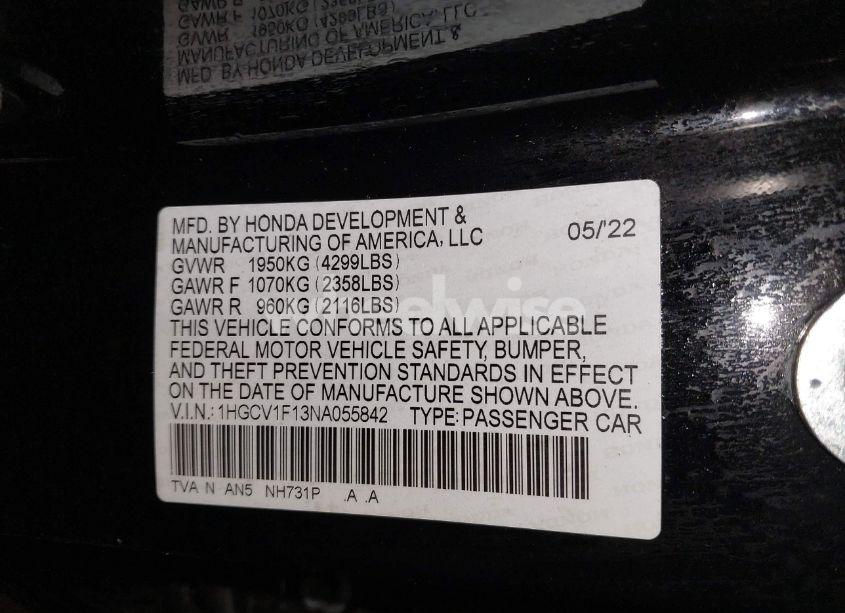 MFD. BY HONDA DEVELOPMENT &
MANUFACTURING OF AMERICA, LLC 05/'22
GVWR 1950KG (4299LBS)
GAWR F 1070KG (2358LBS)
GAWR R 960KG (2116LBS)
THIS VEHICLE CONFORMS TO ALL APPLICABLE
FEDERAL MOTOR VEHICLE SAFETY, BUMPER,
AND THEFT PREVENTION STANDARDS IN EFFECT
ON THE DATE OF MANUFACTURE SHOWN ABOVE.
V.I.N.: 1HGCV1F13NA055842 TYPE: PASSENGER CAR
TVA N AN5 NH731P .A .A